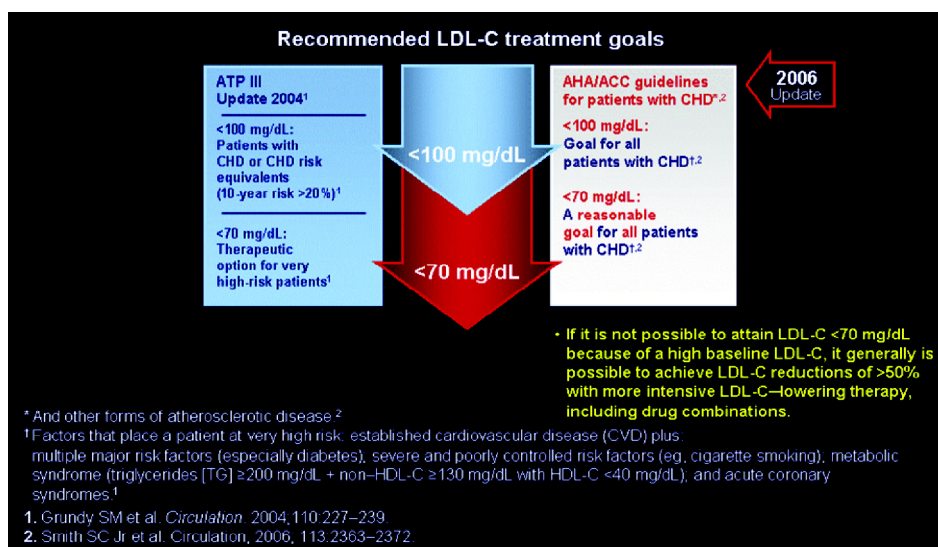 Recommended LDL-C treatment goals
ATP III
Update 2004¹
<100 mg/dL:
Patients with
CHD or CHD risk
equivalents
(10-year risk >20%)¹
<70 mg/dL:
Therapeutic
option for very
high-risk patients¹
<100 mg/dL
<70 mg/dL
AHA/ACC guidelines
for patients with CHD*,²
<100 mg/dL:
Goal for all
patients with CHD†,²
<70 mg/dL:
A reasonable
goal for all patients
with CHD†,²
2006
Update
• If it is not possible to attain LDL-C <70 mg/dL
because of a high baseline LDL-C, it generally is
possible to achieve LDL-C reductions of >50%
with more intensive LDL-C–lowering therapy,
including drug combinations.
* And other forms of atherosclerotic disease.²
† Factors that place a patient at very high risk: established cardiovascular disease (CVD) plus:
multiple major risk factors (especially diabetes); severe and poorly controlled risk factors (eg, cigarette smoking); metabolic
syndrome (triglycerides [TG] ≥200 mg/dL + non–HDL-C ≥130 mg/dL with HDL-C <40 mg/dL); and acute coronary
syndromes.¹
1. Grundy SM et al. Circulation. 2004;110:227–239.
2. Smith SC Jr et al. Circulation, 2006; 113:2363–2372.